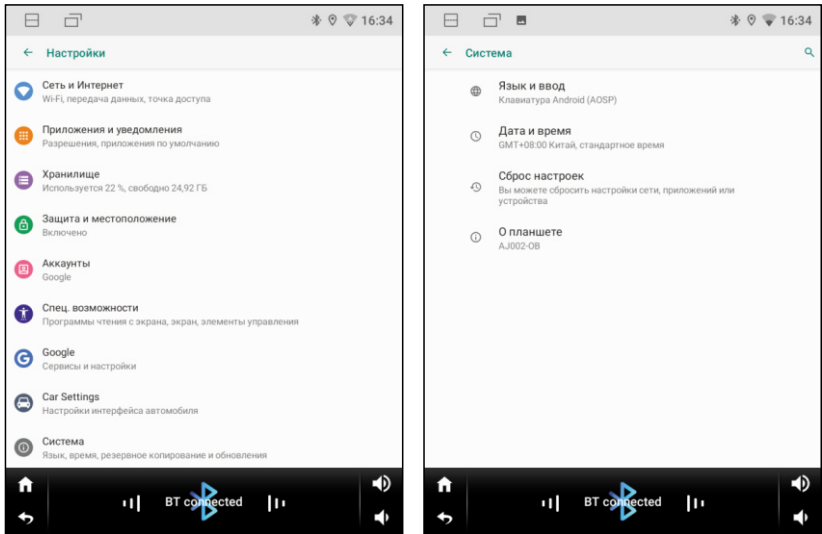 16:34
Настройки
Сеть и Интернет
Wi-Fi, передача данных, точка доступа
Приложения и уведомления
Разрешения, приложения по умолчанию
Хранилище
Используется 22 %, свободно 24,92 ГБ
Защита и местоположение
Включено
Аккаунты
Google
Спец. возможности
Программы чтения с экрана, экран, элементы управления
Google
Сервисы и настройки
Car Settings
Настройки интерфейса автомобиля
Система
Язык, время, резервное копирование и обновления
BT connected
16:34
Система
Язык и ввод
Клавиатура Android (AOSP)
Дата и время
GMT+08:00 Китай, стандартное время
Сброс настроек
Вы можете сбросить настройки сети, приложений или
устройства
О планшете
AJ002-OB
BT connected